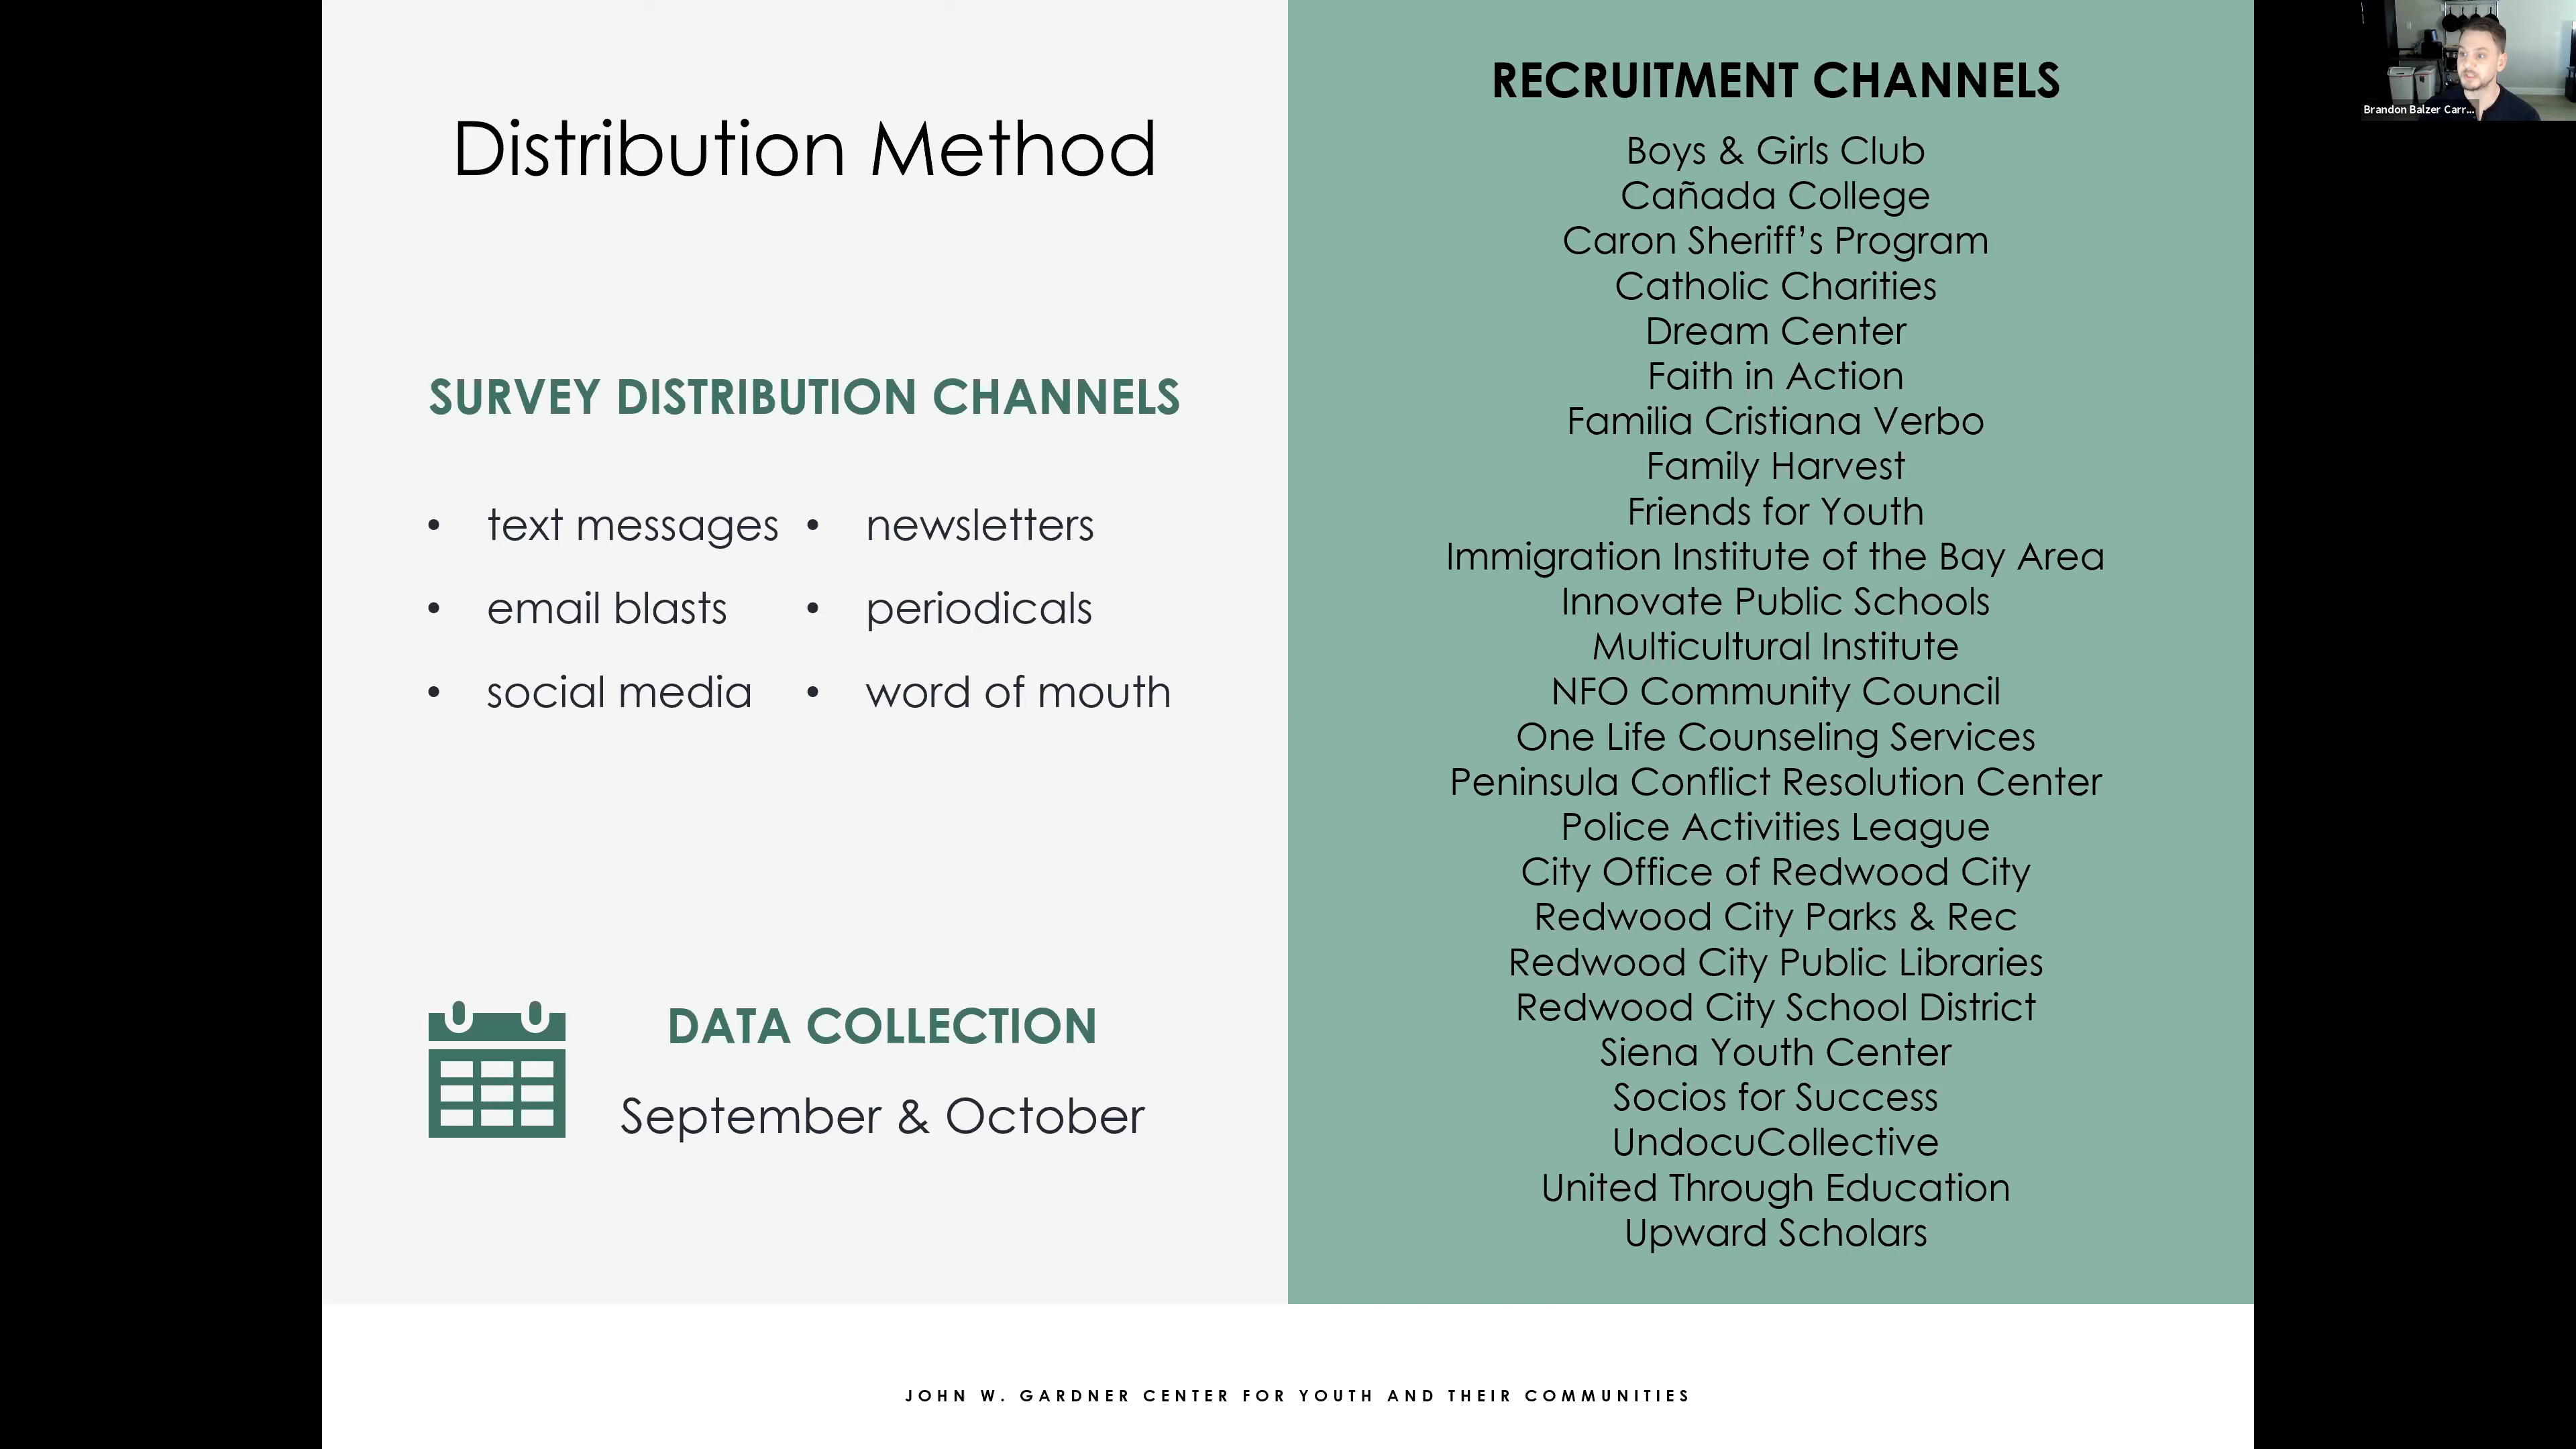 Distribution Method
SURVEY DISTRIBUTION CHANNELS
• text messages
• email blasts
• social media
• newsletters
• periodicals
• word of mouth
DATA COLLECTION
September & October
RECRUITMENT CHANNELS
Boys & Girls Club
Cañada College
Caron Sheriff’s Program
Catholic Charities
Dream Center
Faith in Action
Familia Cristiana Verbo
Family Harvest
Friends for Youth
Immigration Institute of the Bay Area
Innovate Public Schools
Multicultural Institute
NFO Community Council
One Life Counseling Services
Peninsula Conflict Resolution Center
Police Activities League
City Office of Redwood City
Redwood City Parks & Rec
Redwood City Public Libraries
Redwood City School District
Siena Youth Center
Socios for Success
UndocuCollective
United Through Education
Upward Scholars
JOHN W. GARDNER CENTER FOR YOUTH AND THEIR COMMUNITIES
Brandon Balzer Carr...